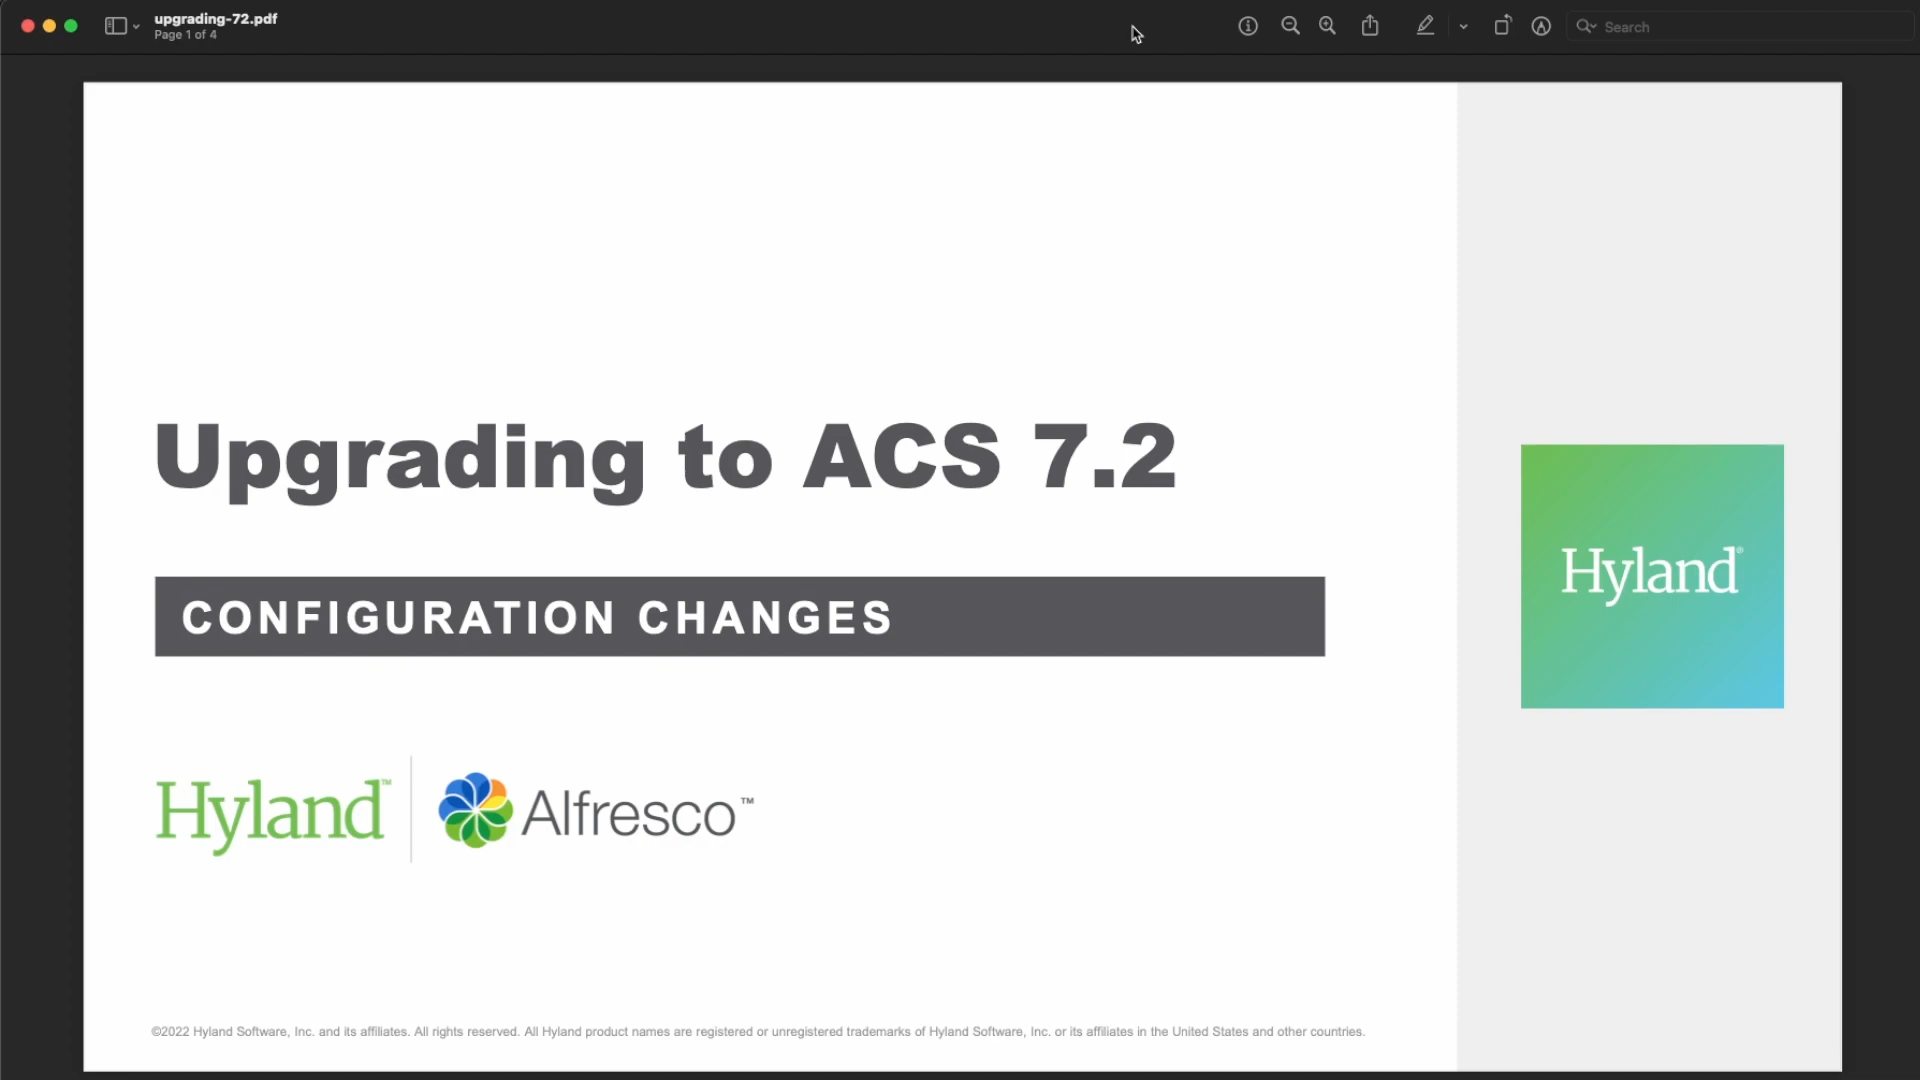 upgrading-72.pdf
Page 1 of 4
Search
Upgrading to ACS 7.2
CONFIGURATION CHANGES
Hyland®
Hyland™
Alfresco™
©2022 Hyland Software, Inc. and its affiliates. All rights reserved. All Hyland product names are registered or unregistered trademarks of Hyland Software, Inc. or its affiliates in the United States and other countries.